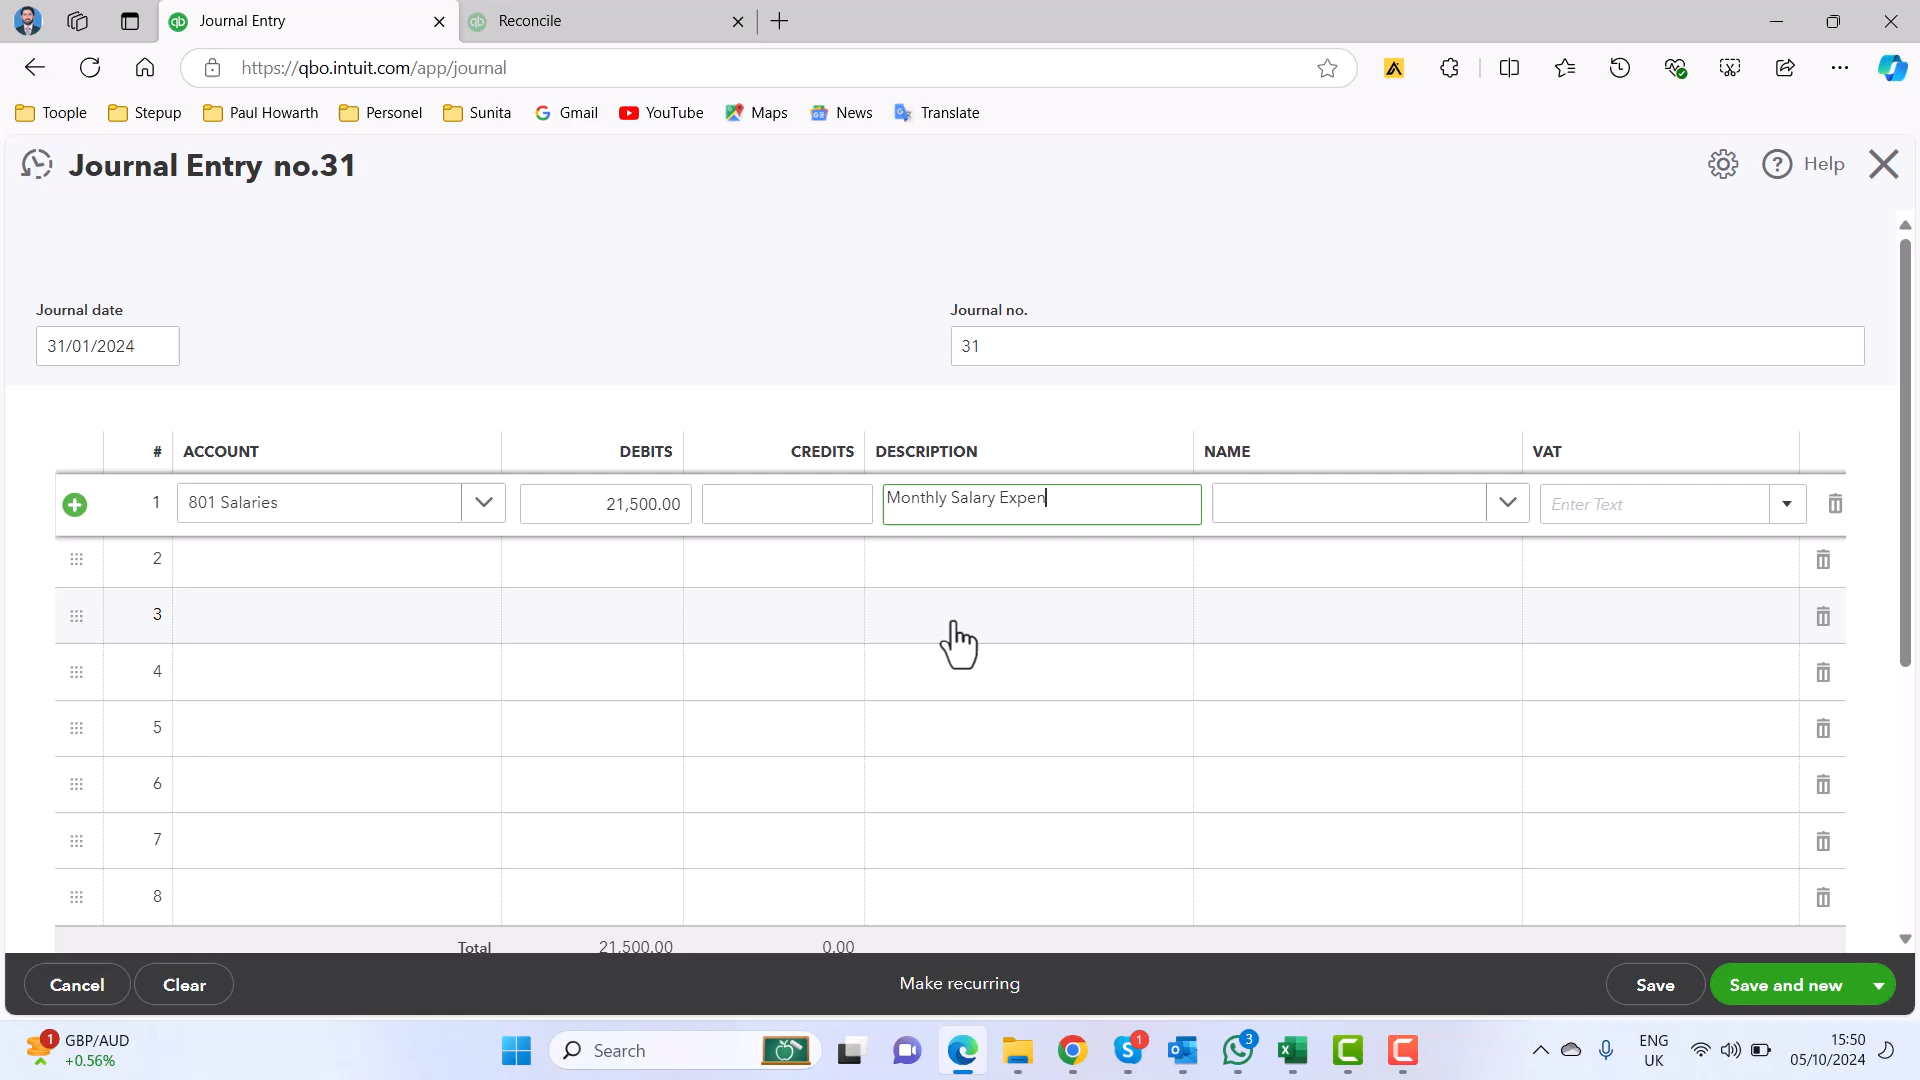 Journal Entry
Reconcile
https://qbo.intuit.com/app/journal
Toople
Stepup
Paul Howarth
Personel
Sunita
Gmail
YouTube
Maps
News
Translate
Journal Entry no.31
Help
Journal date
Journal no.
31/01/2024
31
# ACCOUNT DEBITS CREDITS DESCRIPTION NAME VAT
1 801 Salaries 21,500.00 Monthly Salary Expen Enter Text
2
3
4
5
6
7
8
Total 21,500.00 0.00
Cancel
Clear
Make recurring
Save
Save and new
1
GBP/AUD
+0.56%
Search
1
3
ENG
UK
15:50
05/10/2024